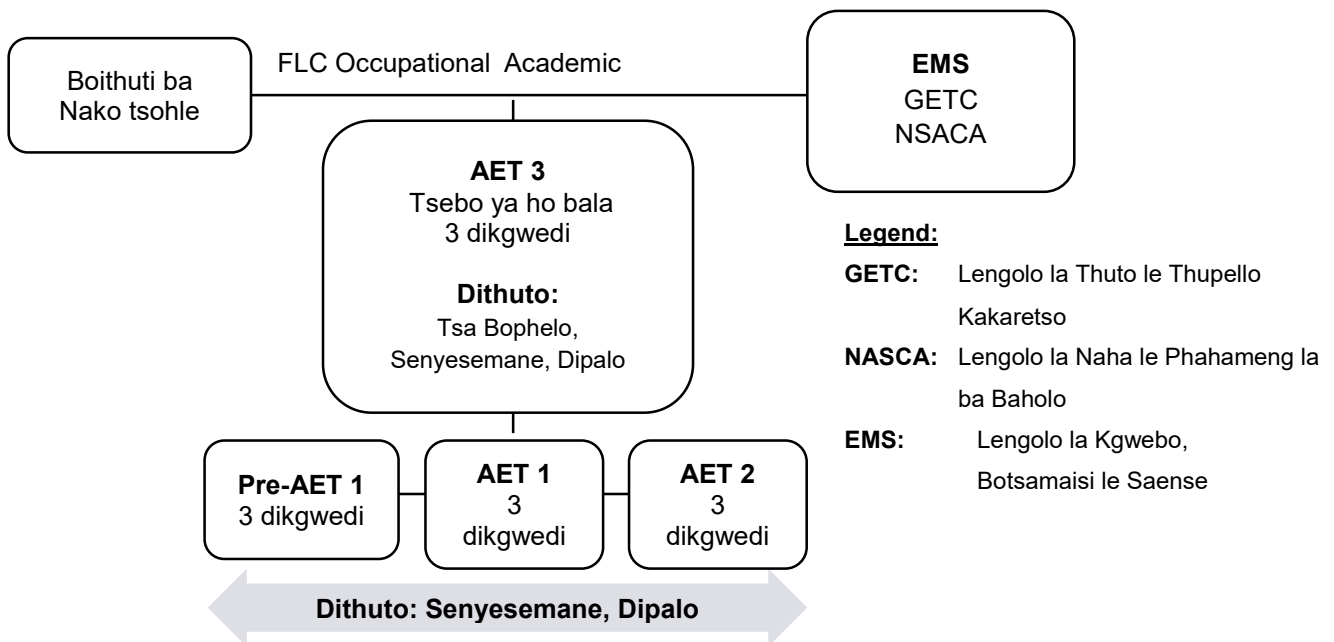 Boithuti ba
Nako tsohle
FLC Occupational Academic
EMS
GETC
NSACA
AET 3
Tsebo ya ho bala
3 dikgwedi
Dithuto:
Tsa Bophelo,
Senyesemane, Dipalo
Legend:
GETC: Lengolo la Thuto le Thupello
Kakaretso
NASCA: Lengolo la Naha le Phahameng la
ba Baholo
EMS: Lengolo la Kgwebo,
Botsamaisi le Saense
Pre-AET 1
3 dikgwedi
AET 1
3
dikgwedi
AET 2
3
dikgwedi
Dithuto: Senyesemane, Dipalo